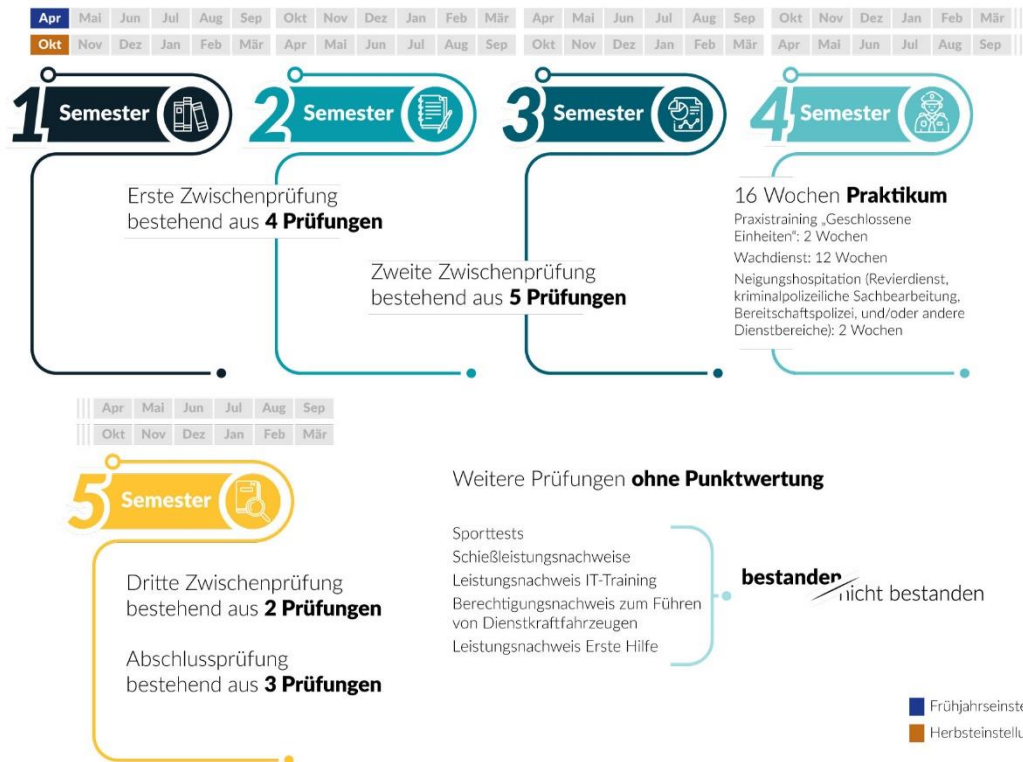 Apr Mai Jun Jul Aug Sep Okt Nov Dez Jan Feb Mär Apr Mai Jun Jul Aug Sep Okt Nov Dez Jan Feb Mär
Okt Nov Dez Jan Feb Mär Apr Mai Jun Jul Aug Sep Okt Nov Dez Jan Feb Mär Apr Mai Jun Jul Aug Sep
1 Semester
2 Semester
3 Semester
4 Semester
Erste Zwischenprüfung
bestehend aus 4 Prüfungen
Zweite Zwischenprüfung
bestehend aus 5 Prüfungen
16 Wochen Praktikum
Praxistraining „Geschlossene
Einheiten“: 2 Wochen
Wachdienst: 12 Wochen
Neigungshospitation (Revierdienst,
kriminalpolizeiliche Sachbearbeitung,
Bereitschaftspolizei, und/oder andere
Dienstbereiche): 2 Wochen
Apr Mai Jun Jul Aug Sep
Okt Nov Dez Jan Feb Mär
5 Semester
Dritte Zwischenprüfung
bestehend aus 2 Prüfungen
Abschlussprüfung
bestehend aus 3 Prüfungen
Weitere Prüfungen ohne Punktwertung
Sporttests
Schießleistungsnachweise
Leistungsnachweis IT-Training
Berechtigungsnachweis zum Führen
von Dienstkraftfahrzeugen
Leistungsnachweis Erste Hilfe
bestanden
nicht bestanden
Frühjahrseinste
Herbsteinstellu